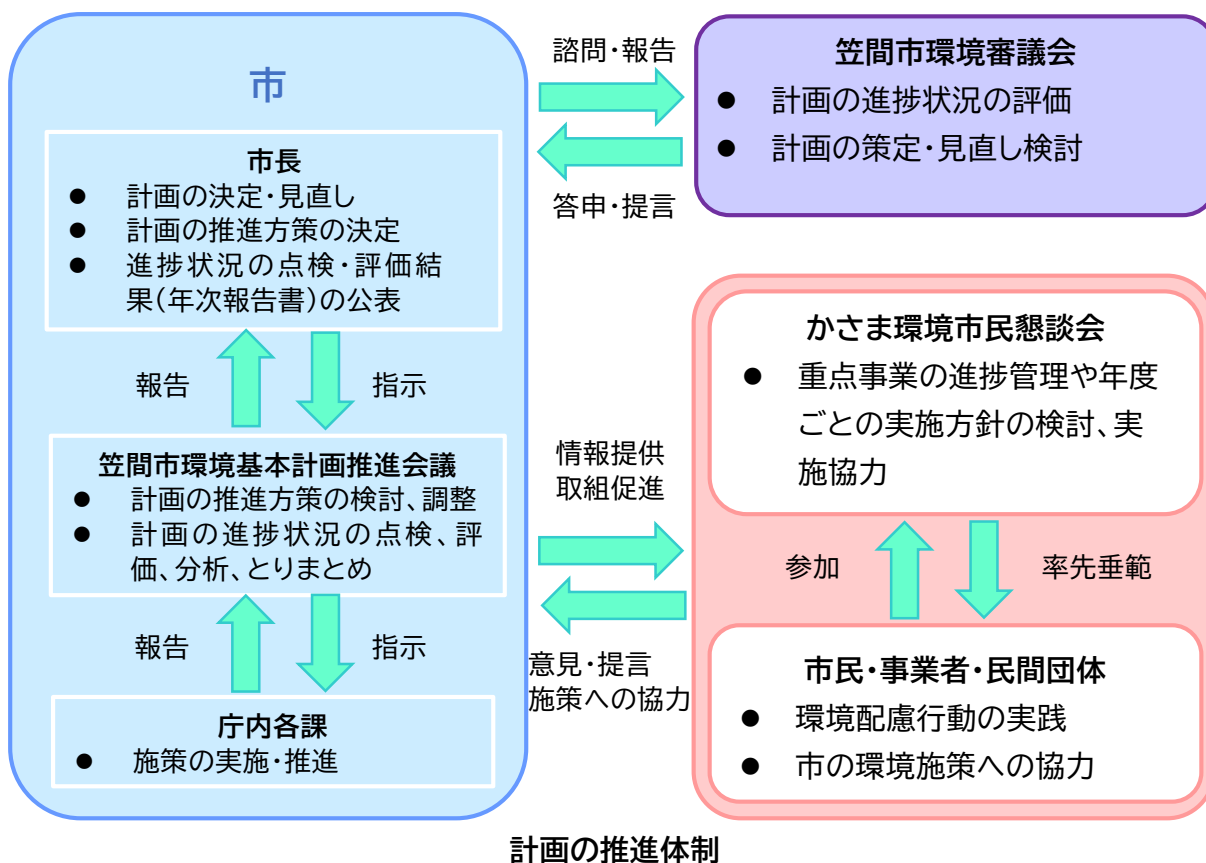 市
市長
● 計画の決定・見直し
● 計画の推進方策の決定
● 進捗状況の点検・評価結
果(年次報告書)の公表
報告
指示
笠間市環境基本計画推進会議
● 計画の推進方策の検討、調整
● 計画の進捗状況の点検、評
価、分析、とりまとめ
報告
指示
庁内各課
● 施策の実施・推進
諮問・報告
答申・提言
笠間市環境審議会
● 計画の進捗状況の評価
● 計画の策定・見直し検討
情報提供
取組促進
意見・提言
施策への協力
かさま環境市民懇談会
● 重点事業の進捗管理や年度
ごとの実施方針の検討、実
施協力
参加
率先垂範
市民・事業者・民間団体
● 環境配慮行動の実践
● 市の環境施策への協力
計画の推進体制